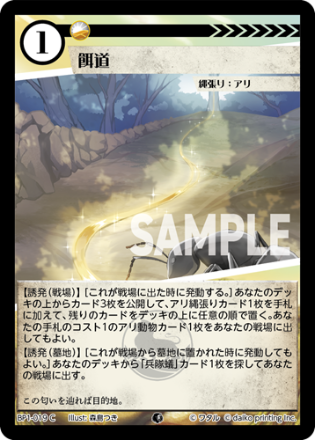 1
餌道
縄張り：アリ
SAMPLE
【誘発（戦場）】[これが戦場に出た時に発動する。]あなたのデッ
キの上からカード3枚を公開して、アリ縄張りカード1枚を手札
に加えて、残りのカードをデッキの上に任意の順で置く。あな
たの手札のコスト1のアリ動物カード1枚をあなたの戦場に出
してもよい。
【誘発（墓地）】[これが戦場から墓地に置かれた時に発動しても
よい。]デッキから「兵隊蟻」カード1枚を探してあなたの戦場に
出す。
この匂いを辿れば目的地。
BP1-019 C Illust: 森島つき © ワタル © daiko printing inc.